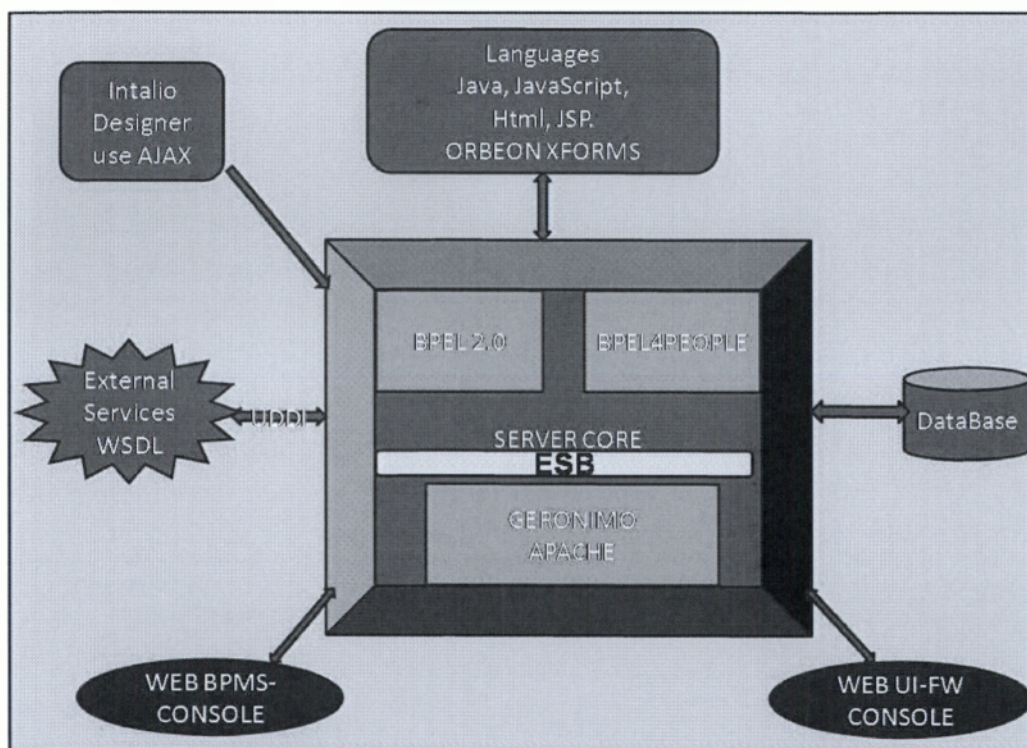 Intalio
Designer
use AJAX
Languages
Java, JavaScript,
Html, JSP.
ORBEON XFORMS
BPEL 2.0
BPEL4PEOPLE
External
Services
WSDL
UDDI
DataBase
SERVER CORE
ESB
GERONIMO
APACHE
WEB BPMS-
CONSOLE
WEB UI-FW
CONSOLE